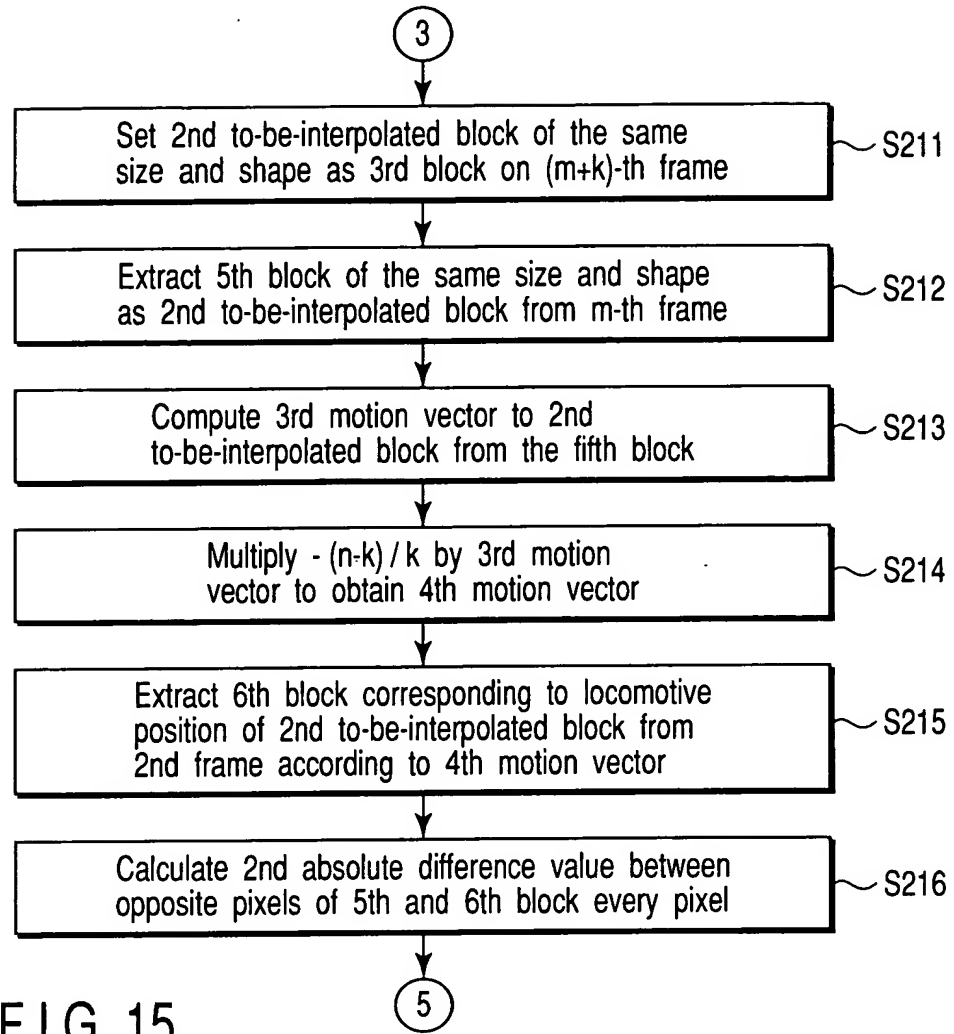 3
Set 2nd to-be-interpolated block of the same
size and shape as 3rd block on (m+k)-th frame
S211
Extract 5th block of the same size and shape
as 2nd to-be-interpolated block from m-th frame
S212
Compute 3rd motion vector to 2nd
to-be-interpolated block from the fifth block
S213
Multiply - (n-k) / k by 3rd motion
vector to obtain 4th motion vector
S214
Extract 6th block corresponding to locomotive
position of 2nd to-be-interpolated block from
2nd frame according to 4th motion vector
S215
Calculate 2nd absolute difference value between
opposite pixels of 5th and 6th block every pixel
S216
5
FIG. 15